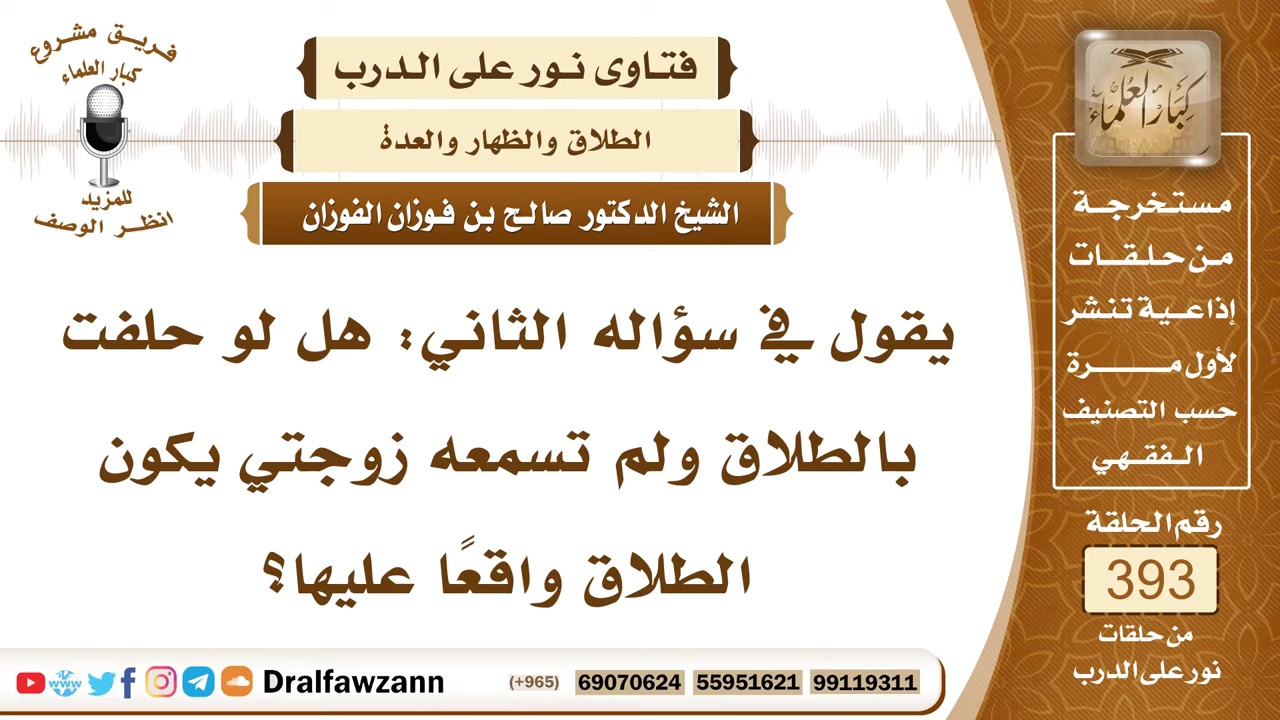 فريق مشروع
كبار العلماء
للمزيد
انظر الوصف
فتاوى نور على الدرب
الطلاق والظهار والعدة
الشيخ الدكتور صالح بن فوزان الفوزان
يقول في سؤاله الثاني: هل لو حلفت
بالطلاق ولم تسمعه زوجتي يكون
الطلاق واقعًا عليها؟
كبار العلماء
مستخرجة
من حلقات
إذاعية تنشر
لأول مرة
حسب التصنيف
الفقهي
رقم الحلقة
393
من حلقات
نور على الدرب
www Dralfawzann (+965) 69070624 55951621 99119311